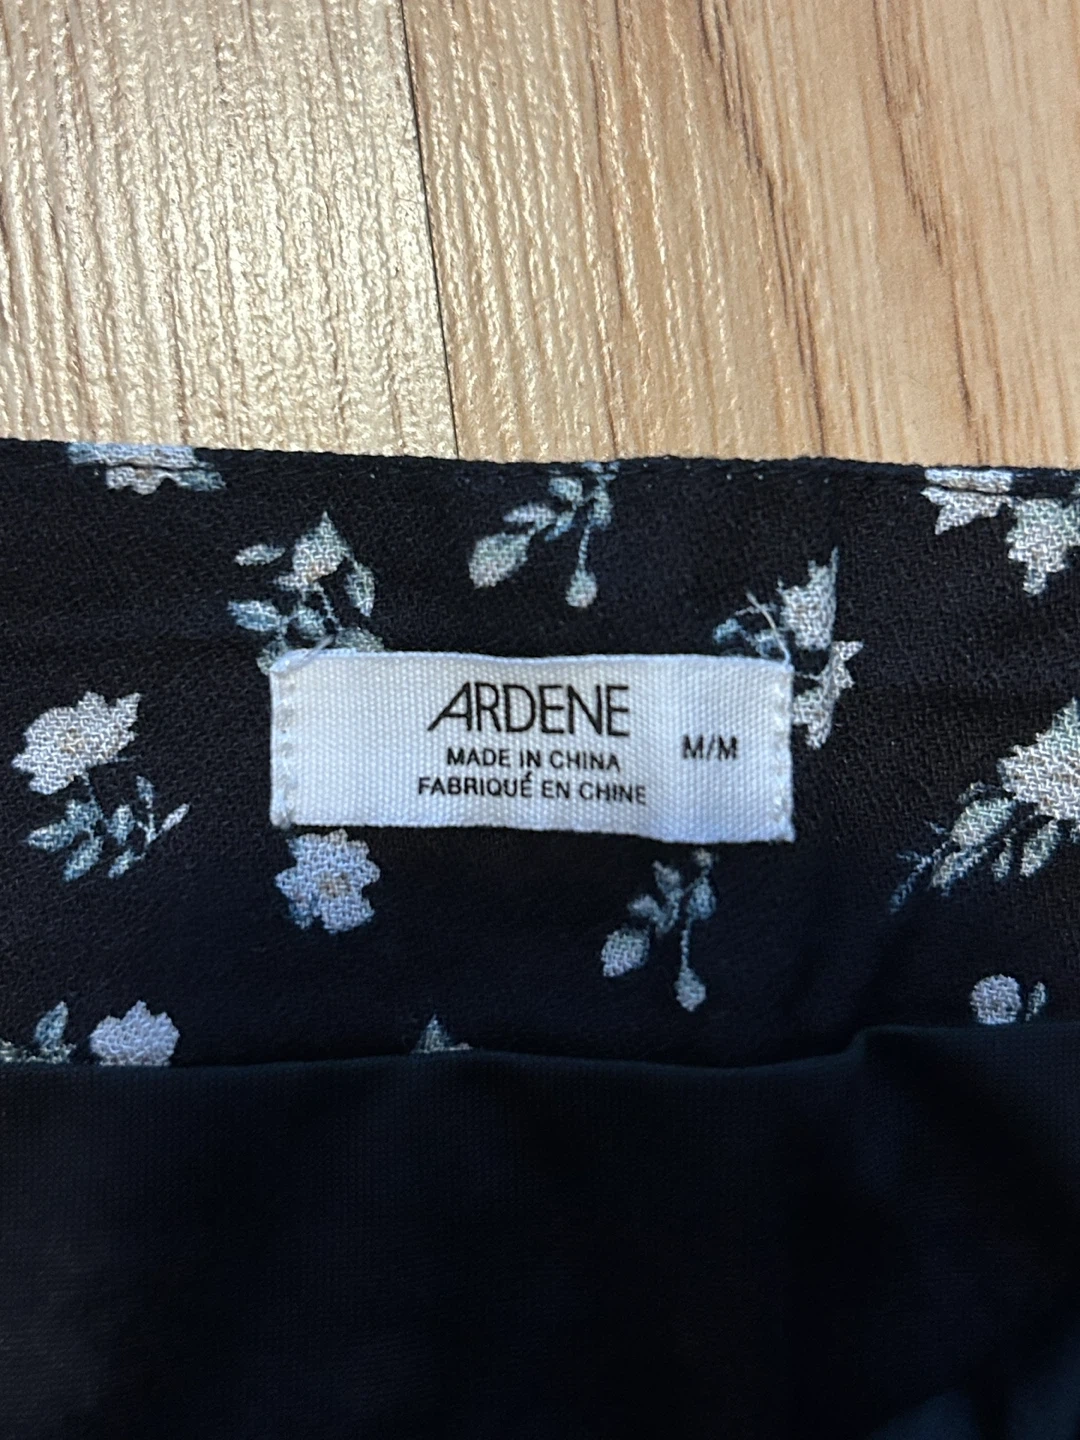 ARDENE
MADE IN CHINA
FABRIQUÉ EN CHINE
M/M